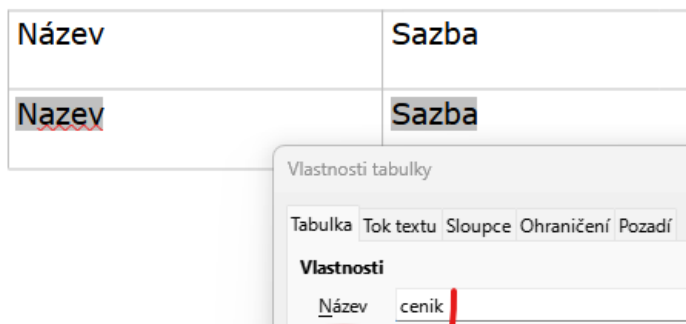 Název Sazba
Nazev Sazba
Vlastnosti tabulky
Tabulka Tok textu Sloupce Ohraničení Pozadí
Vlastnosti
Název cenik